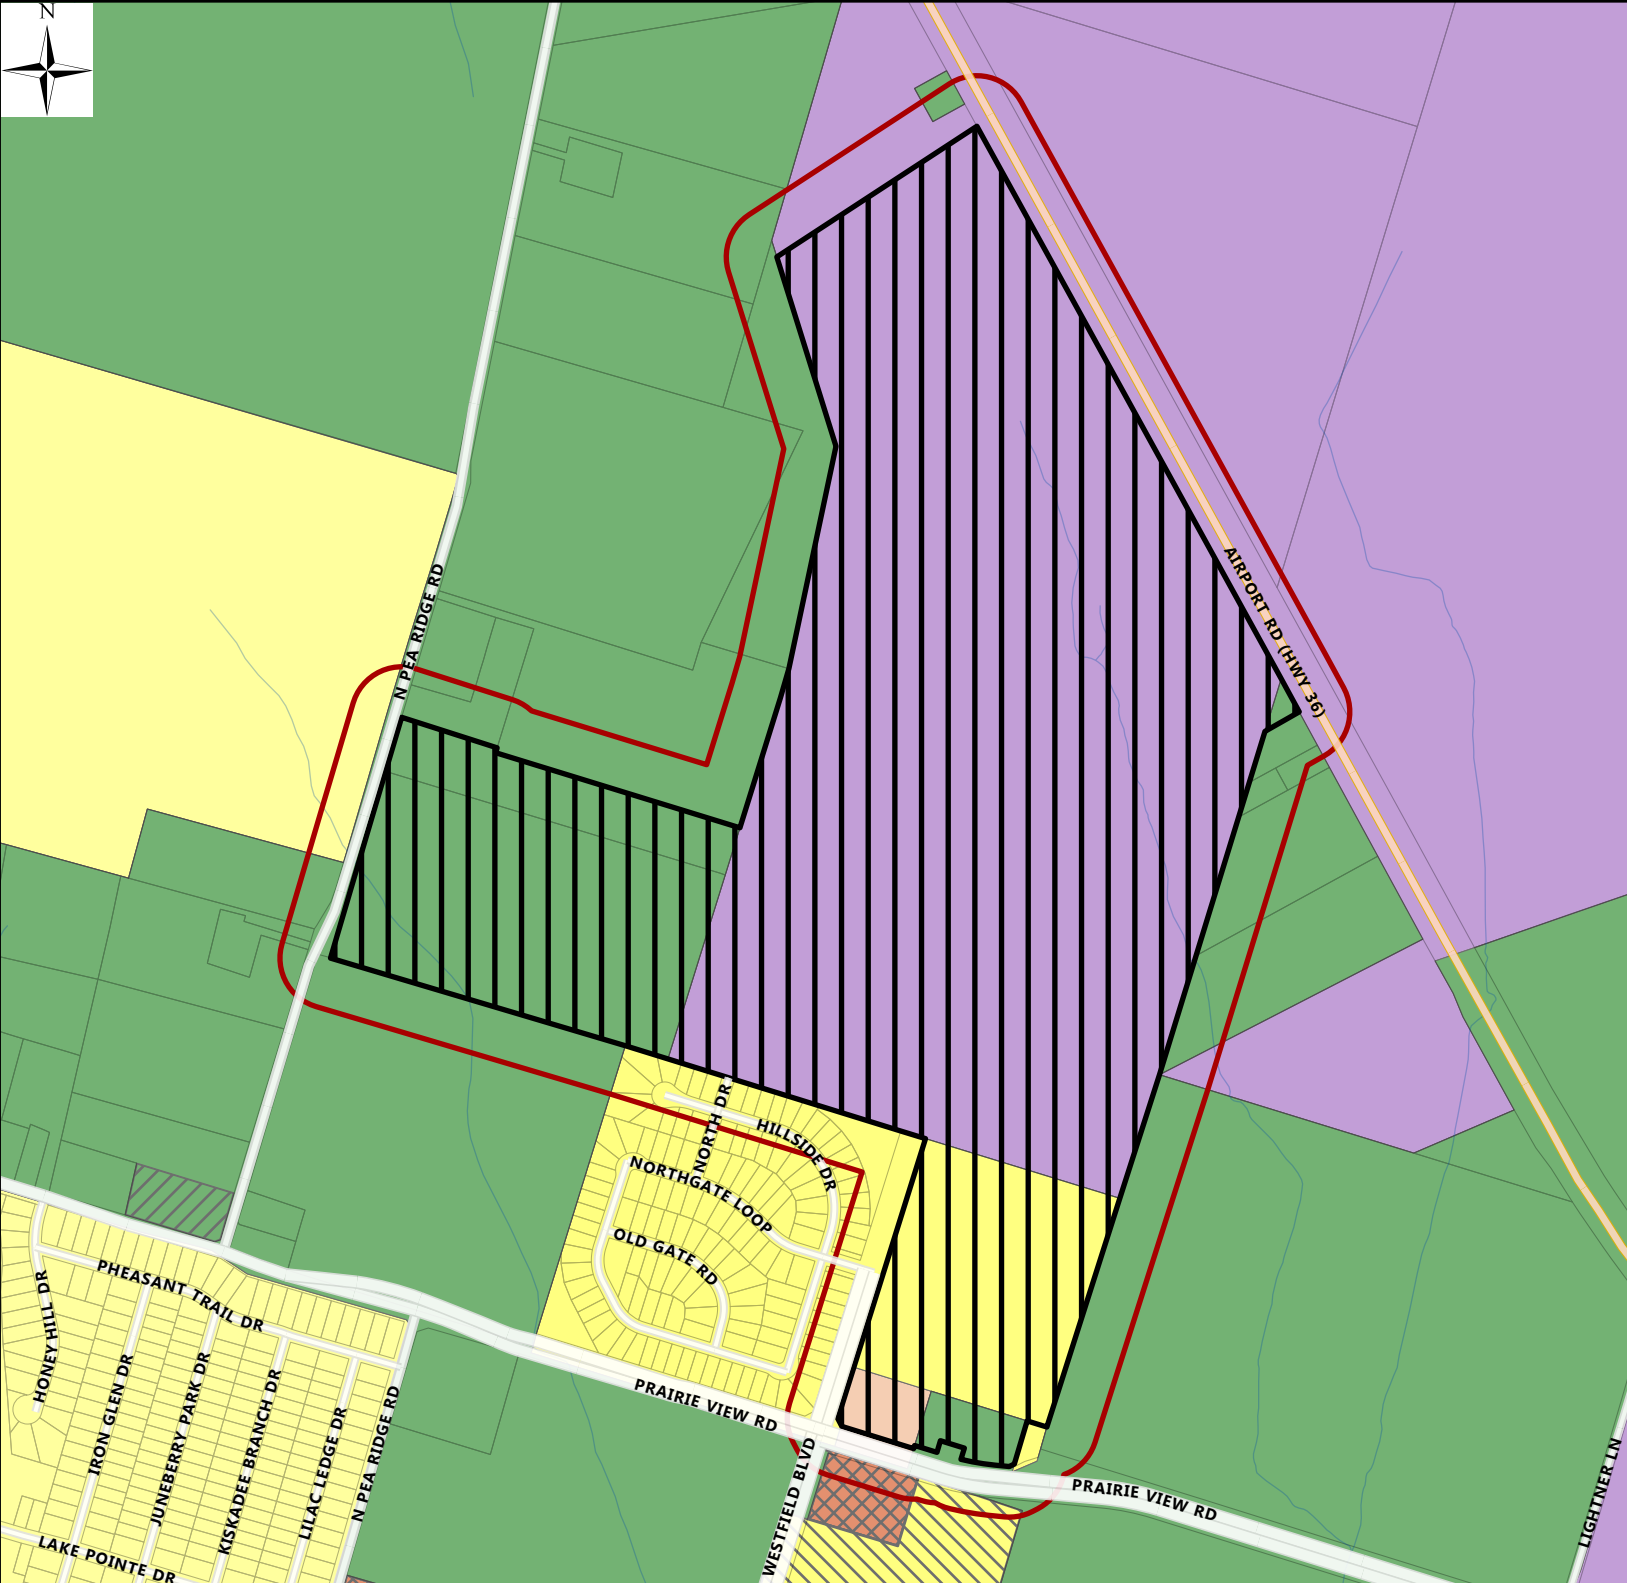 N
N PEA RIDGE RD
AIRPORT RD (HWY 36)
NORTH DR
HILLSIDE DR
NORTHGATE LOOP
OLD GATE RD
PHEASANT TRAIL DR
HONEY HILL DR
IRON GLEN DR
JUNEBERRY PARK DR
KISKADEE BRANCH DR
LILAC LEDGE DR
N PEA RIDGE RD
LAKE POINTE DR
PRAIRIE VIEW RD
WESTFIELD BLVD
PRAIRIE VIEW RD
LIGHTNER LN